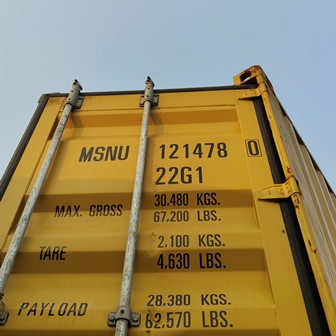 MSNU 121478 0
22G1
MAX. GROSS 30.480 KGS.
67.200 LBS.
TARE 2.100 KGS.
4.630 LBS.
PAYLOAD 28.380 KGS.
62.570 LBS.